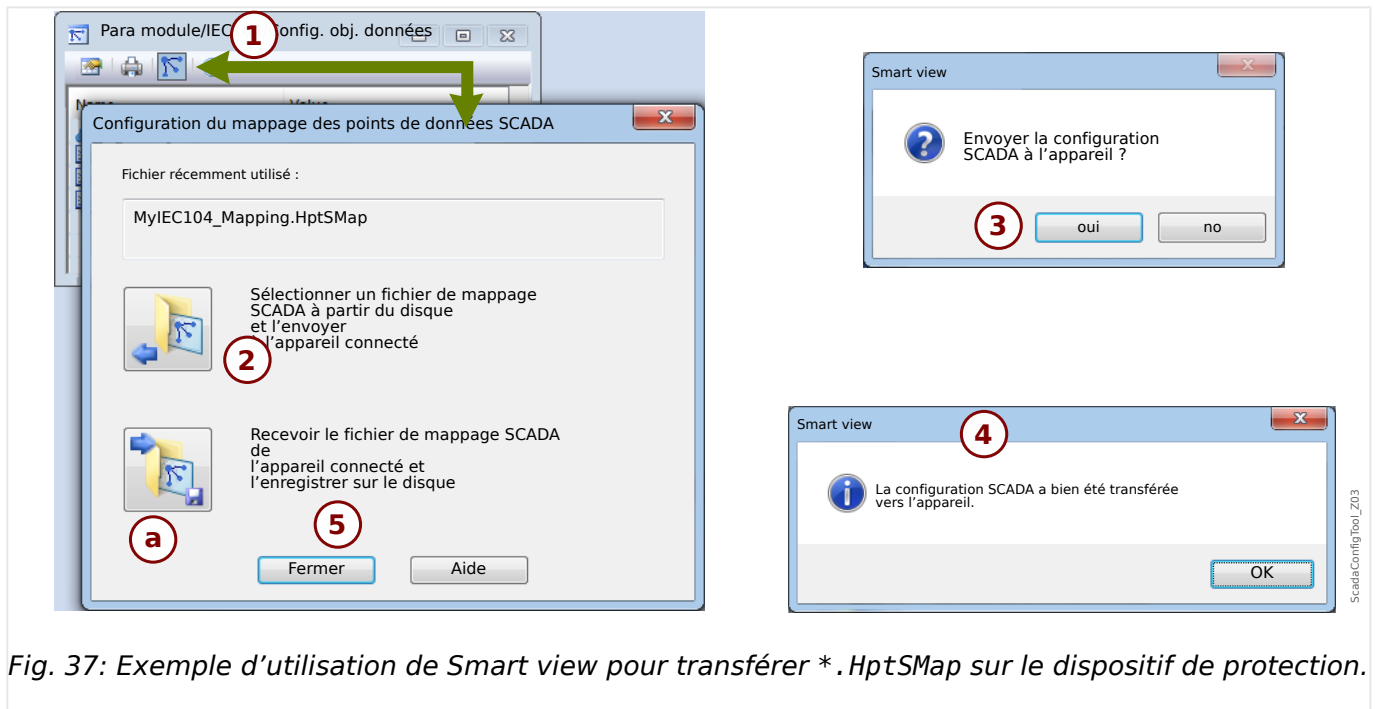 Para module/IEC
1
onfig. obj. données
Name
Value
Configuration du mappage des points de données SCADA
Fichier récemment utilisé :
MyIEC104_Mapping.HptSMap
Sélectionner un fichier de mappage
SCADA à partir du disque
et l'envoyer
l'appareil connecté
2
Recevoir le fichier de mappage SCADA
de
l'appareil connecté et
l'enregistrer sur le disque
a
5
Fermer
Aide
Smart view
Envoyer la configuration
SCADA à l'appareil ?
3
oui
no
Smart view
4
La configuration SCADA a bien été transférée
vers l'appareil.
OK
ScadaConfigTool_Z03
Fig. 37: Exemple d'utilisation de Smart view pour transférer *.HptSMap sur le dispositif de protection.